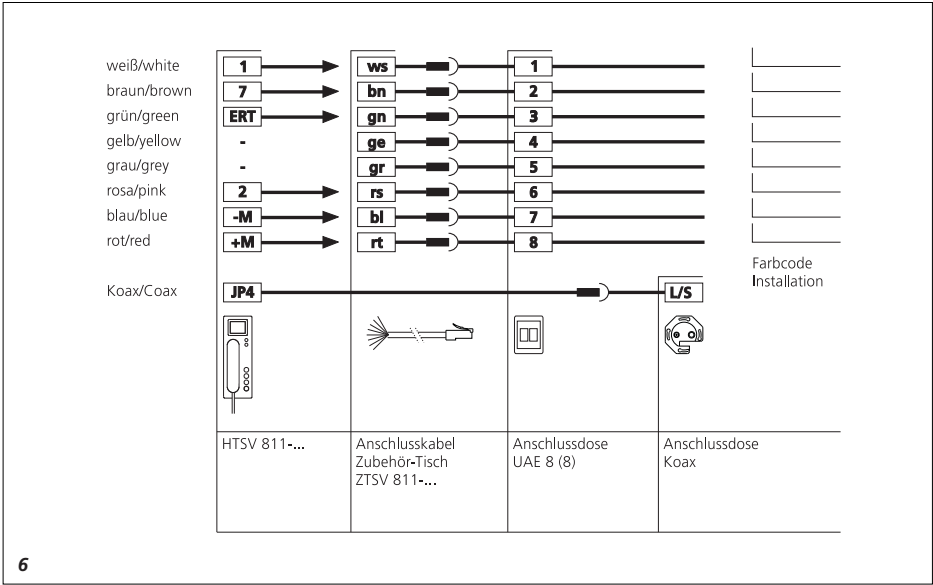 weiß/white 1 ws 1
braun/brown 7 bn 2
grün/green ERT gn 3
gelb/yellow - ge 4
grau/grey - gr 5
rosa/pink 2 rs 6
blau/blue -M bl 7
rot/red +M rt 8
Farbcode
Installation
Koax/Coax JP4 L/S
HTSV 811-...
Anschlusskabel
Zubehör-Tisch
ZTSV 811-...
Anschlussdose
UAE 8 (8)
Anschlussdose
Koax
6